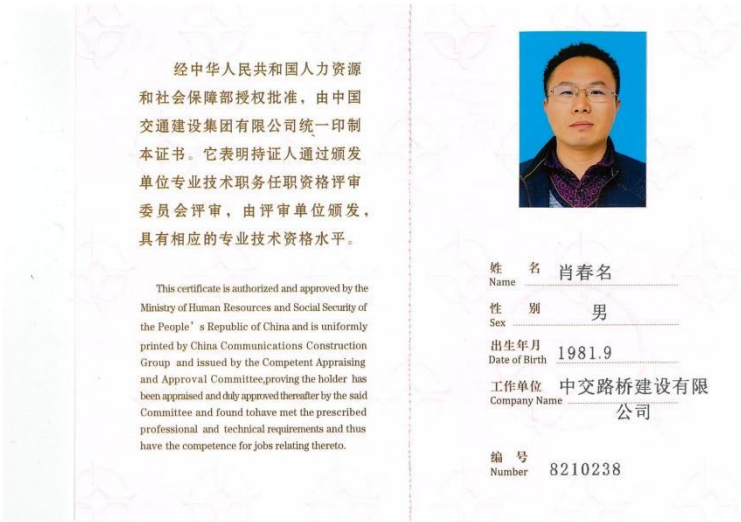 经中华人民共和国人力资源
和社会保障部授权批准，由中国
交通建设集团有限公司统一印制
本证书。它表明持证人通过颁发
单位专业技术职务任职资格评审
委员会评审，由评审单位颁发，
具有相应的专业技术资格水平。
This certificate is authorized and approved by the
Ministry of Human Resources and Social Security of
the People's Republic of China and is uniformly
printed by China Communications Construction
Group and issued by the Competent Appraising
and Approval Committee,proving the holder has
been appraised and duly approved thereafter by the said
Committee and found tohave met the prescribed
professional and technical requirements and thus
have the competence for jobs relating thereto.
姓 名 肖春名
Name
性 别 男
Sex
出生年月 1981.9
Date of Birth
工作单位 中交路桥建设有限
Company Name 公司
编 号
Number 8210238